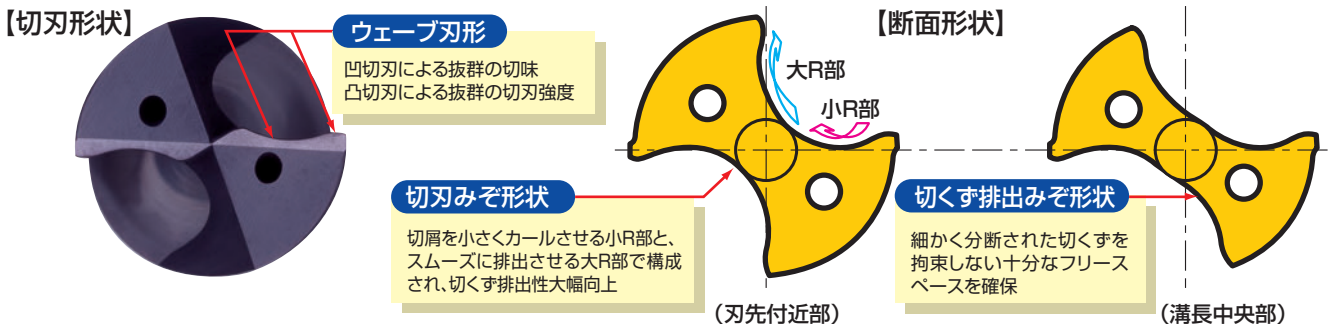 【切刃形状】
ウェーブ刃形
凹切刃による抜群の切味
凸切刃による抜群の切刃強度
【断面形状】
大R部
小R部
切刃みぞ形状
切屑を小さくカールさせる小R部と、
スムーズに排出させる大R部で構成
され、切くず排出性大幅向上
（刃先付近部）
切くず排出みぞ形状
細かく分断された切くずを
拘束しない十分なフリース
ペースを確保
（溝長中央部）